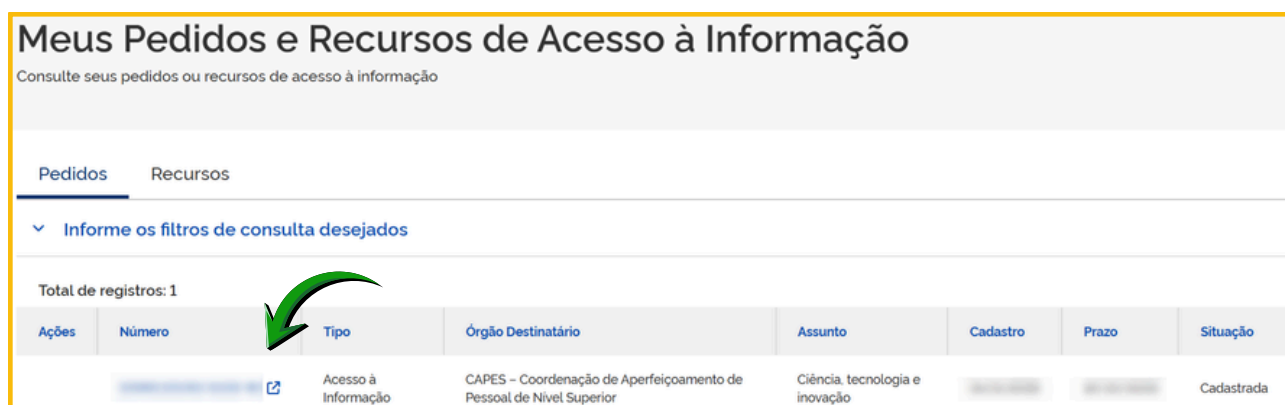 Meus Pedidos e Recursos de Acesso à Informação
Consulte seus pedidos ou recursos de acesso à informação
Pedidos Recursos
Informe os filtros de consulta desejados
Total de registros: 1
Ações Número Tipo Órgão Destinatário Assunto Cadastro Prazo Situação
Acesso à CAPES – Coordenação de Aperfeiçoamento de Ciência, tecnologia e
Informação Pessoal de Nível Superior inovação Cadastrada